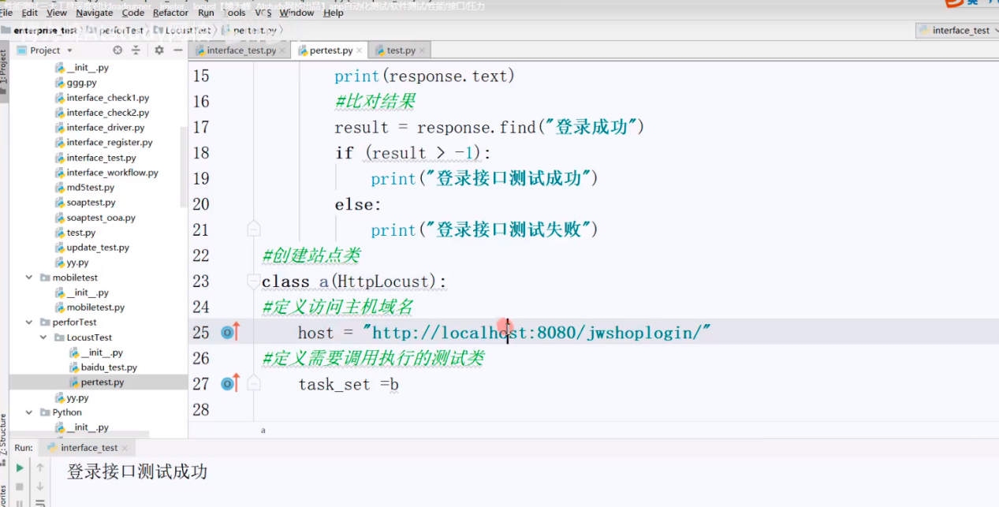 File Edit View Navigate Code Refactor Run Tools VCS Window Help
enterprise_test perforTest LocustTest pertest.py
interface_test
Project
interface_test.py pertest.py test.py
1: Project
__init__.py
ggg.py
interface_check1.py
interface_check2.py
interface_driver.py
interface_register.py
interface_test.py
interface_workflow.py
md5test.py
soaptest.py
soaptest_ooa.py
test.py
update_test.py
yy.py
mobiletest
__init__.py
mobiletest.py
perforTest
LocustTest
__init__.py
baidu_test.py
pertest.py
yy.py
Python
__init__.py
15 print(response.text)
16 #比对结果
17 result = response.find("登录成功")
18 if (result > -1):
19 print("登录接口测试成功")
20 else:
21 print("登录接口测试失败")
22 #创建站点类
23 class a(HttpLocust):
24 #定义访问主机域名
25 host = "http://localhost:8080/jwshoplogin/"
26 #定义需要调用执行的测试类
27 task_set =b
28
a
Z: Structure
Run: interface_test
登录接口测试成功